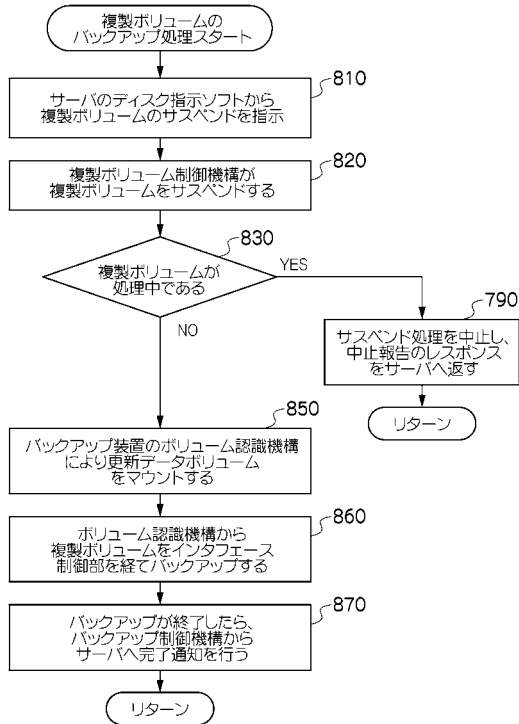 複製ボリュームの
バックアップ処理スタート
810
サーバのディスク指示ソフトから
複製ボリュームのサスペンドを指示
820
複製ボリューム制御機構が
複製ボリュームをサスペンドする
830
複製ボリュームが
処理中である
YES
NO
790
サスペンド処理を中止し、
中止報告のレスポンス
をサーバへ返す
リターン
850
バックアップ装置のボリューム認識機構
により更新データボリューム
をマウントする
860
ボリューム認識機構から
複製ボリュームをインタフェース
制御部を経てバックアップする
870
バックアップが終了したら、
バックアップ制御機構から
サーバへ完了通知を行う
リターン